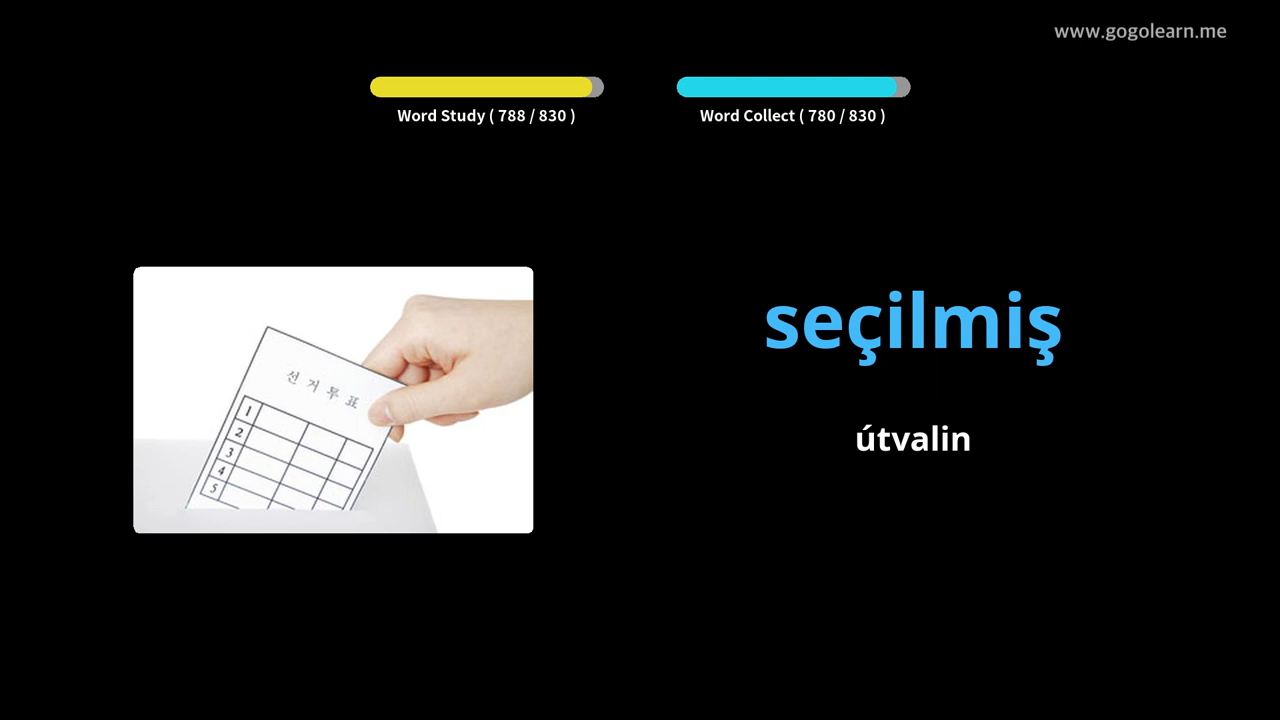 www.gogolearn.me
Word Study ( 788 / 830 )
Word Collect ( 780 / 830 )
선거투표
1
2
3
4
5
seçilmiş
útvalin